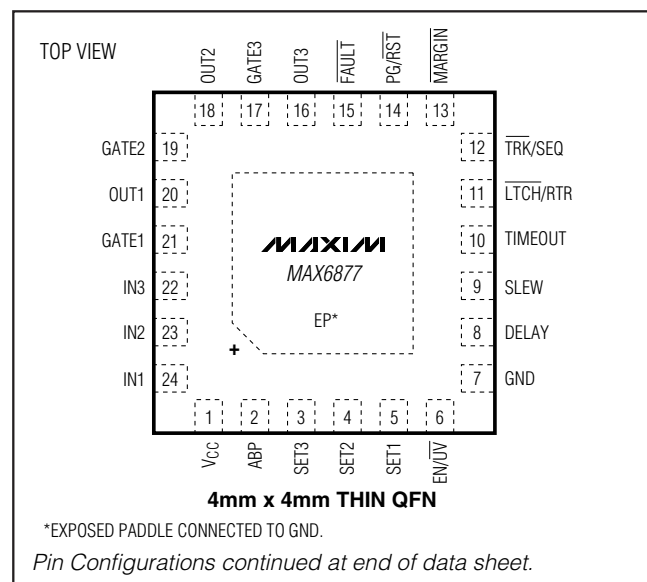 TOP VIEW
OUT2
GATE3
OUT3
FAULT
PG/RST
MARGIN
18
17
16
15
14
13
GATE2 19
12 TRK/SEQ
OUT1 20
11 LTCH/RTR
GATE1 21
10 TIMEOUT
MAXIM
MAX6877
IN3 22
9 SLEW
EP*
IN2 23
8 DELAY
+
IN1 24
7 GND
1
2
3
4
5
6
VCC
ABP
SET3
SET2
SET1
EN/UV
4mm x 4mm THIN QFN
*EXPOSED PADDLE CONNECTED TO GND.
Pin Configurations continued at end of data sheet.